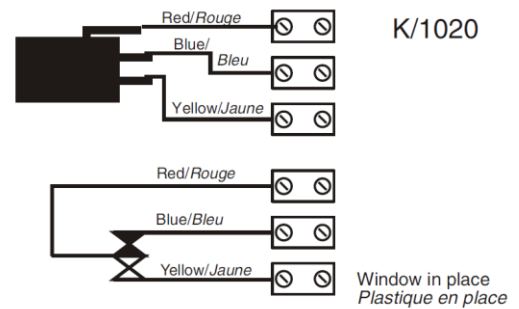 Red/Rouge
K/1020
Blue/
Bleu
Yellow/Jaune
Red/Rouge
Blue/Bleu
Yellow/Jaune
Window in place
Plastique en place